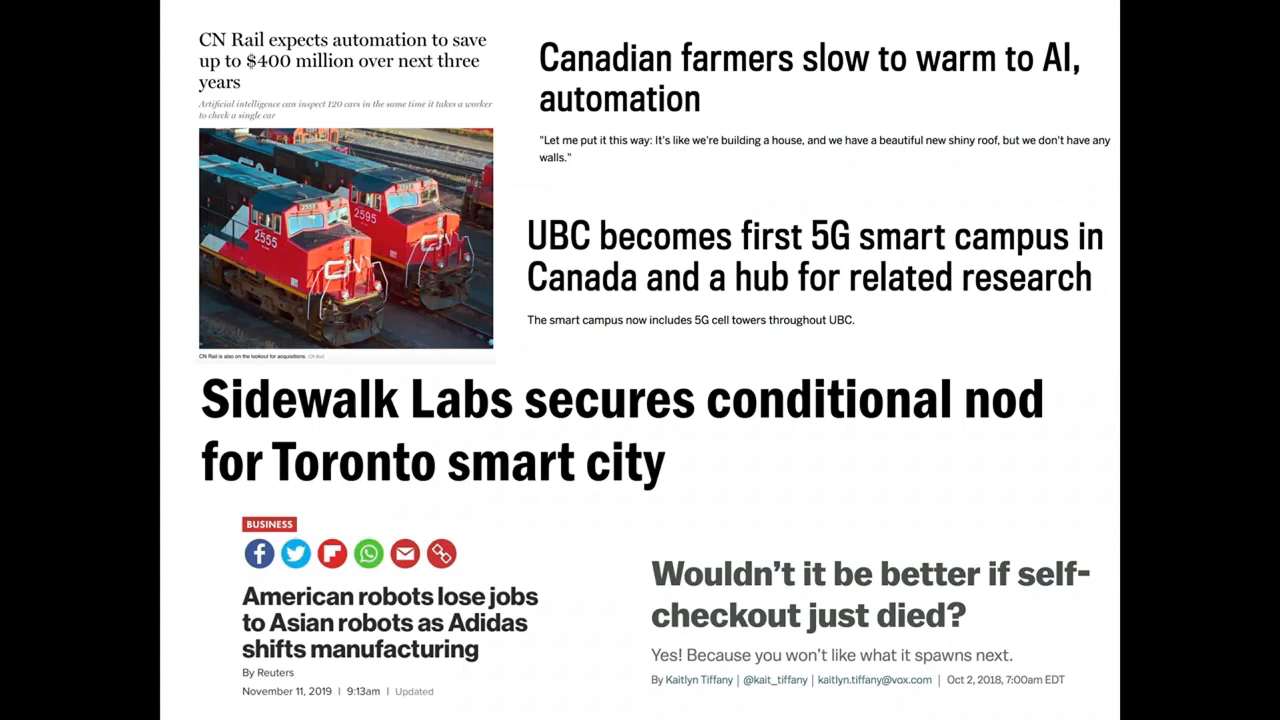 CN Rail expects automation to save
up to $400 million over next three
years
Artificial intelligence can inspect 120 cars in the same time it takes a worker
to check a single car
2555
2595
CN
CN
CN Rail is also on the lookout for acquisitions. CN Rail
Canadian farmers slow to warm to AI,
automation
"Let me put it this way: It's like we're building a house, and we have a beautiful new shiny roof, but we don't have any
walls."
UBC becomes first 5G smart campus in
Canada and a hub for related research
The smart campus now includes 5G cell towers throughout UBC.
Sidewalk Labs secures conditional nod
for Toronto smart city
BUSINESS
American robots lose jobs
to Asian robots as Adidas
shifts manufacturing
By Reuters
November 11, 2019 | 9:13am | Updated
Wouldn't it be better if self-
checkout just died?
Yes! Because you won't like what it spawns next.
By Kaitlyn Tiffany | @kait_tiffany | kaitlyn.tiffany@vox.com | Oct 2, 2018, 7:00am EDT